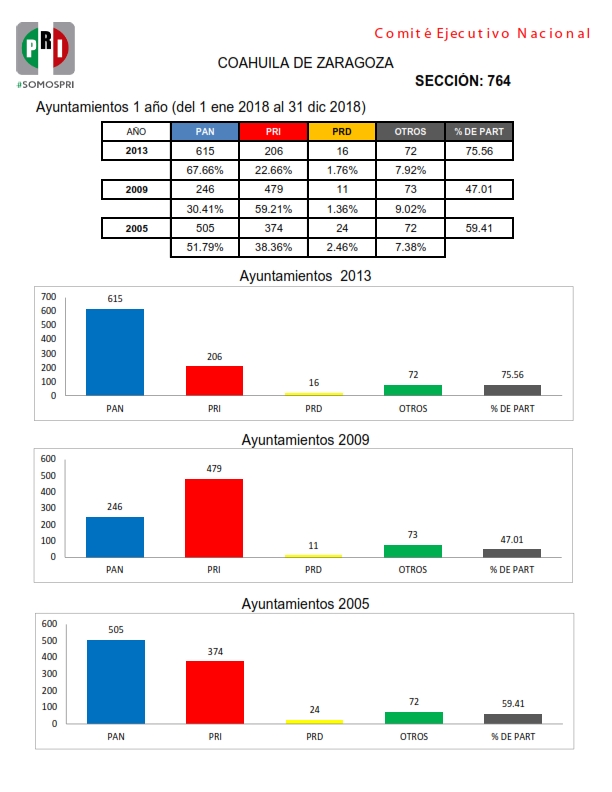 Comité Ejecutivo Nacional
PRI
#SOMOSPRI
COAHUILA DE ZARAGOZA
SECCIÓN: 764
Ayuntamientos 1 año (del 1 ene 2018 al 31 dic 2018)
AÑO PAN PRI PRD OTROS % DE PART
2013 615 206 16 72 75.56
67.66% 22.66% 1.76% 7.92%
2009 246 479 11 73 47.01
30.41% 59.21% 1.36% 9.02%
2005 505 374 24 72 59.41
51.79% 38.36% 2.46% 7.38%
Ayuntamientos 2013
700
600
500
400
300
200
100
0
615 206 16 72 75.56
PAN PRI PRD OTROS % DE PART
Ayuntamientos 2009
600
500
400
300
200
100
0
246 479 11 73 47.01
PAN PRI PRD OTROS % DE PART
Ayuntamientos 2005
600
500
400
300
200
100
0
505 374 24 72 59.41
PAN PRI PRD OTROS % DE PART